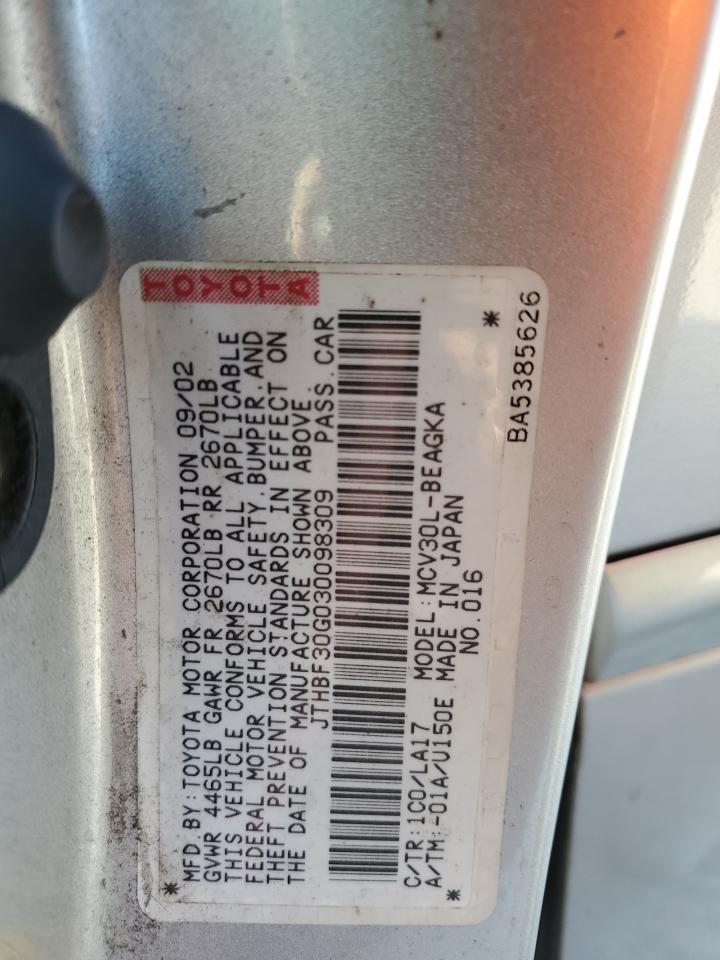 TOYOTA
*MFD.BY:TOYOTA MOTOR CORPORATION 09/02
GVWR 4465LB GAWR FR 2670LB RR 2670LB
THIS VEHICLE CONFORMS TO ALL APPLICABLE
FEDERAL MOTOR VEHICLE SAFETY,BUMPER,AND
THEFT PREVENTION STANDARDS IN EFFECT ON
THE DATE OF MANUFACTURE SHOWN ABOVE.
JTHBF30G030098309 PASS.CAR
C/TR:1C0/LA17 MODEL:MCV30L-BEAGKA
A/TM:-01A/U150E MADE IN JAPAN
* NO.016 *
BA5385626